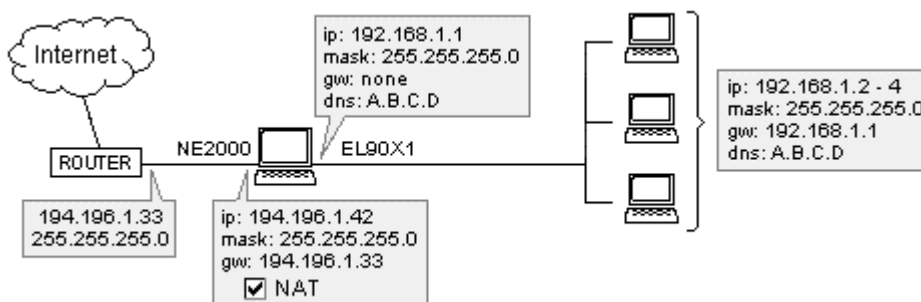 Internet
ROUTER
194.196.1.33
255.255.255.0
NE2000
ip: 194.196.1.42
mask: 255.255.255.0
gw: 194.196.1.33
NAT
ip: 192.168.1.1
mask: 255.255.255.0
gw: none
dns: A.B.C.D
EL90X1
ip: 192.168.1.2 - 4
mask: 255.255.255.0
gw: 192.168.1.1
dns: A.B.C.D